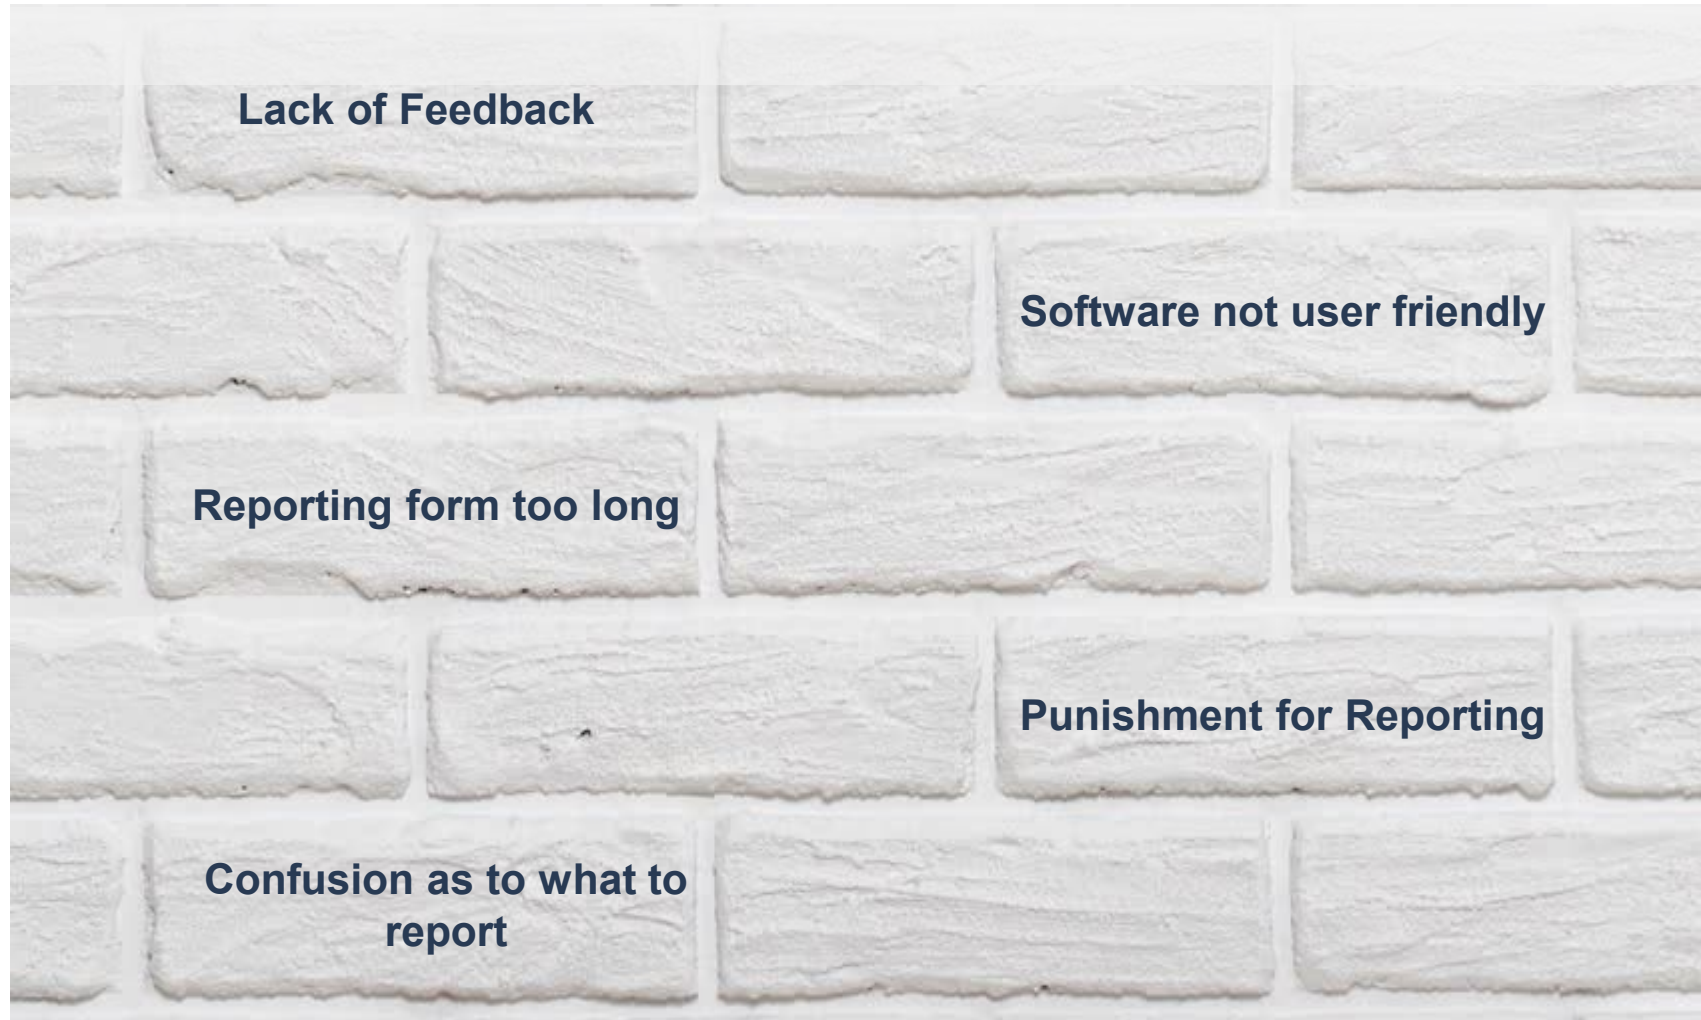 Lack of Feedback
Software not user friendly
Reporting form too long
Punishment for Reporting
Confusion as to what to
report